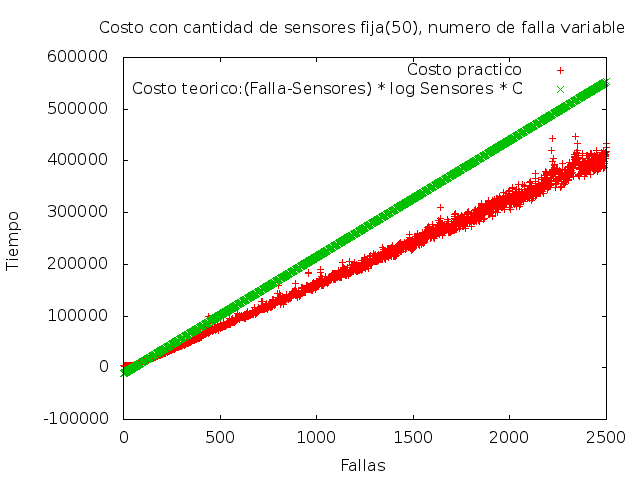 Costo con cantidad de sensores fija(50), numero de falla variable
600000
500000
400000
300000
200000
100000
0
-100000
Costo practico
Costo teorico:(Falla-Sensores) * log Sensores * C
Tiempo
0
500
1000
1500
2000
2500
Fallas